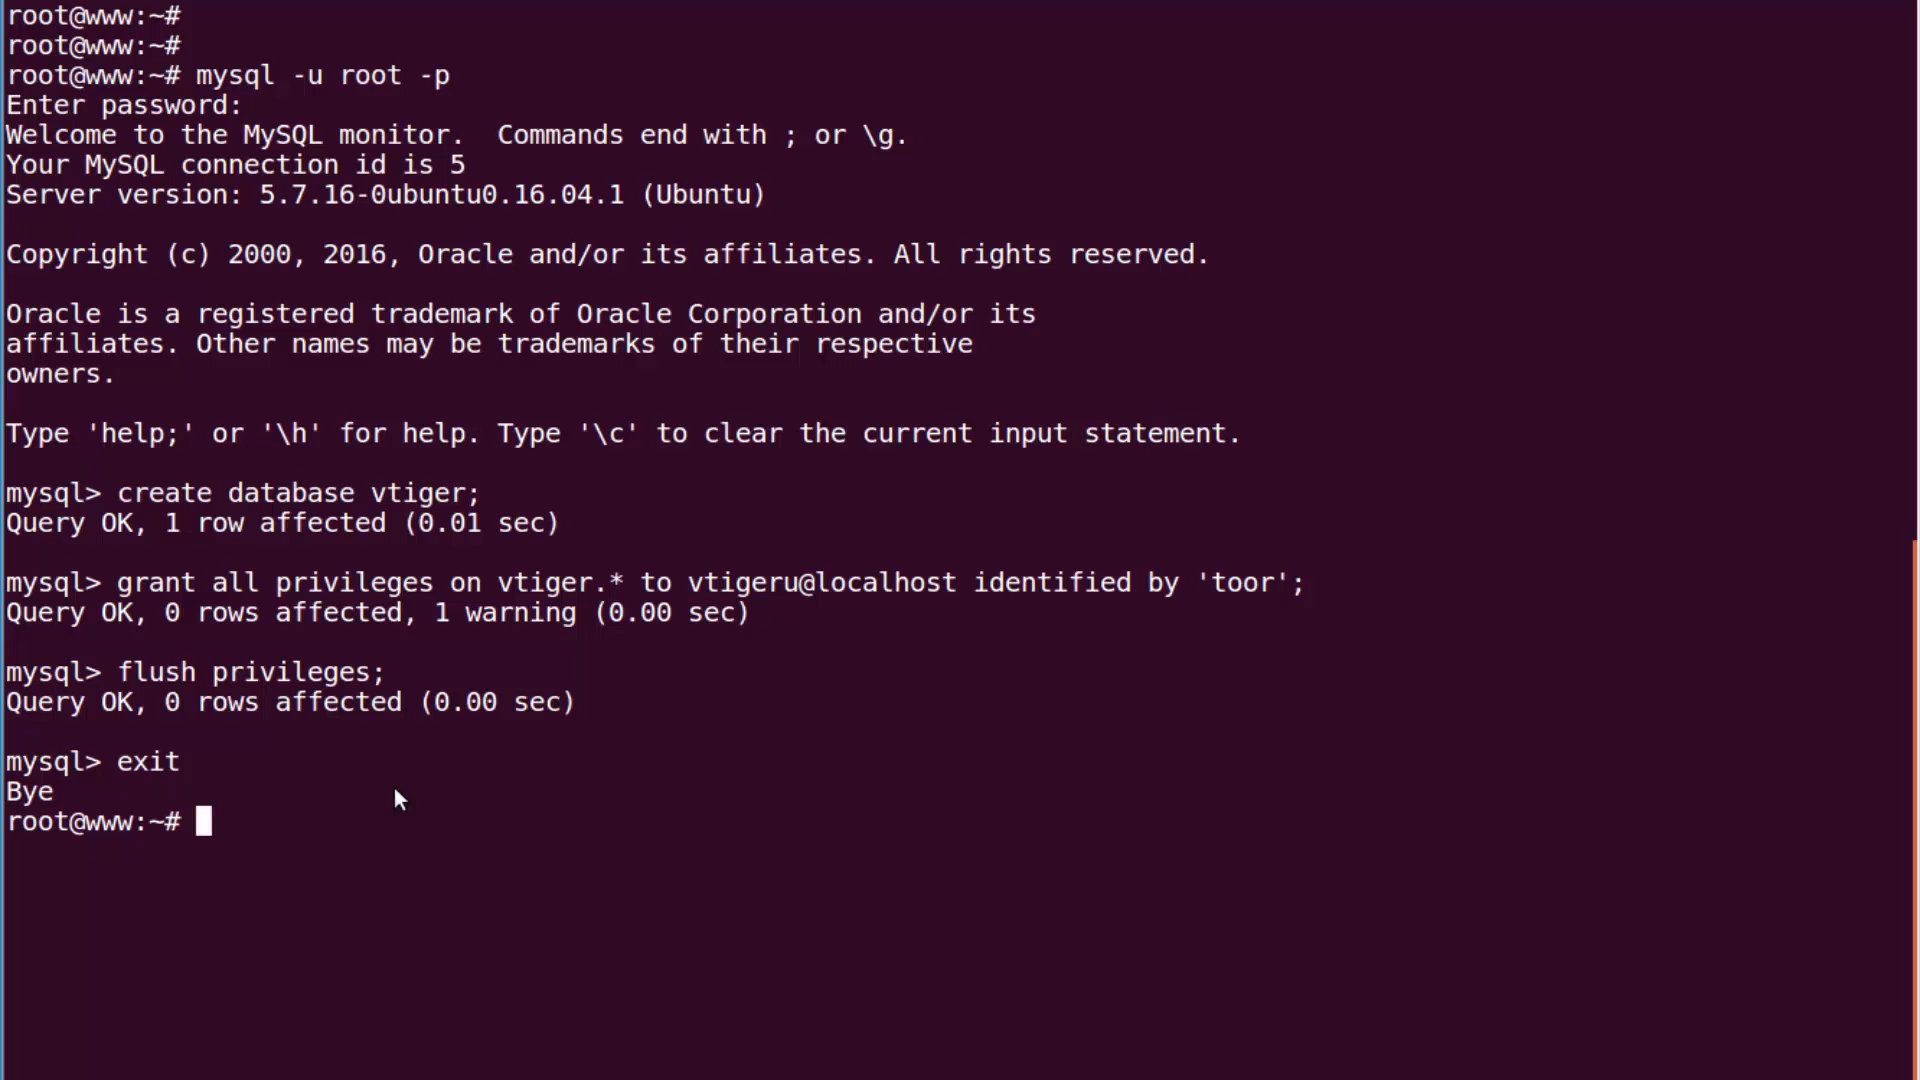 root@www:~#
root@www:~#
root@www:~# mysql -u root -p
Enter password:
Welcome to the MySQL monitor.  Commands end with ; or \g.
Your MySQL connection id is 5
Server version: 5.7.16-0ubuntu0.16.04.1 (Ubuntu)
Copyright (c) 2000, 2016, Oracle and/or its affiliates. All rights reserved.
Oracle is a registered trademark of Oracle Corporation and/or its
affiliates. Other names may be trademarks of their respective
owners.
Type 'help;' or '\h' for help. Type '\c' to clear the current input statement.
mysql> create database vtiger;
Query OK, 1 row affected (0.01 sec)
mysql> grant all privileges on vtiger.* to vtigeru@localhost identified by 'toor';
Query OK, 0 rows affected, 1 warning (0.00 sec)
mysql> flush privileges;
Query OK, 0 rows affected (0.00 sec)
mysql> exit
Bye
root@www:~#